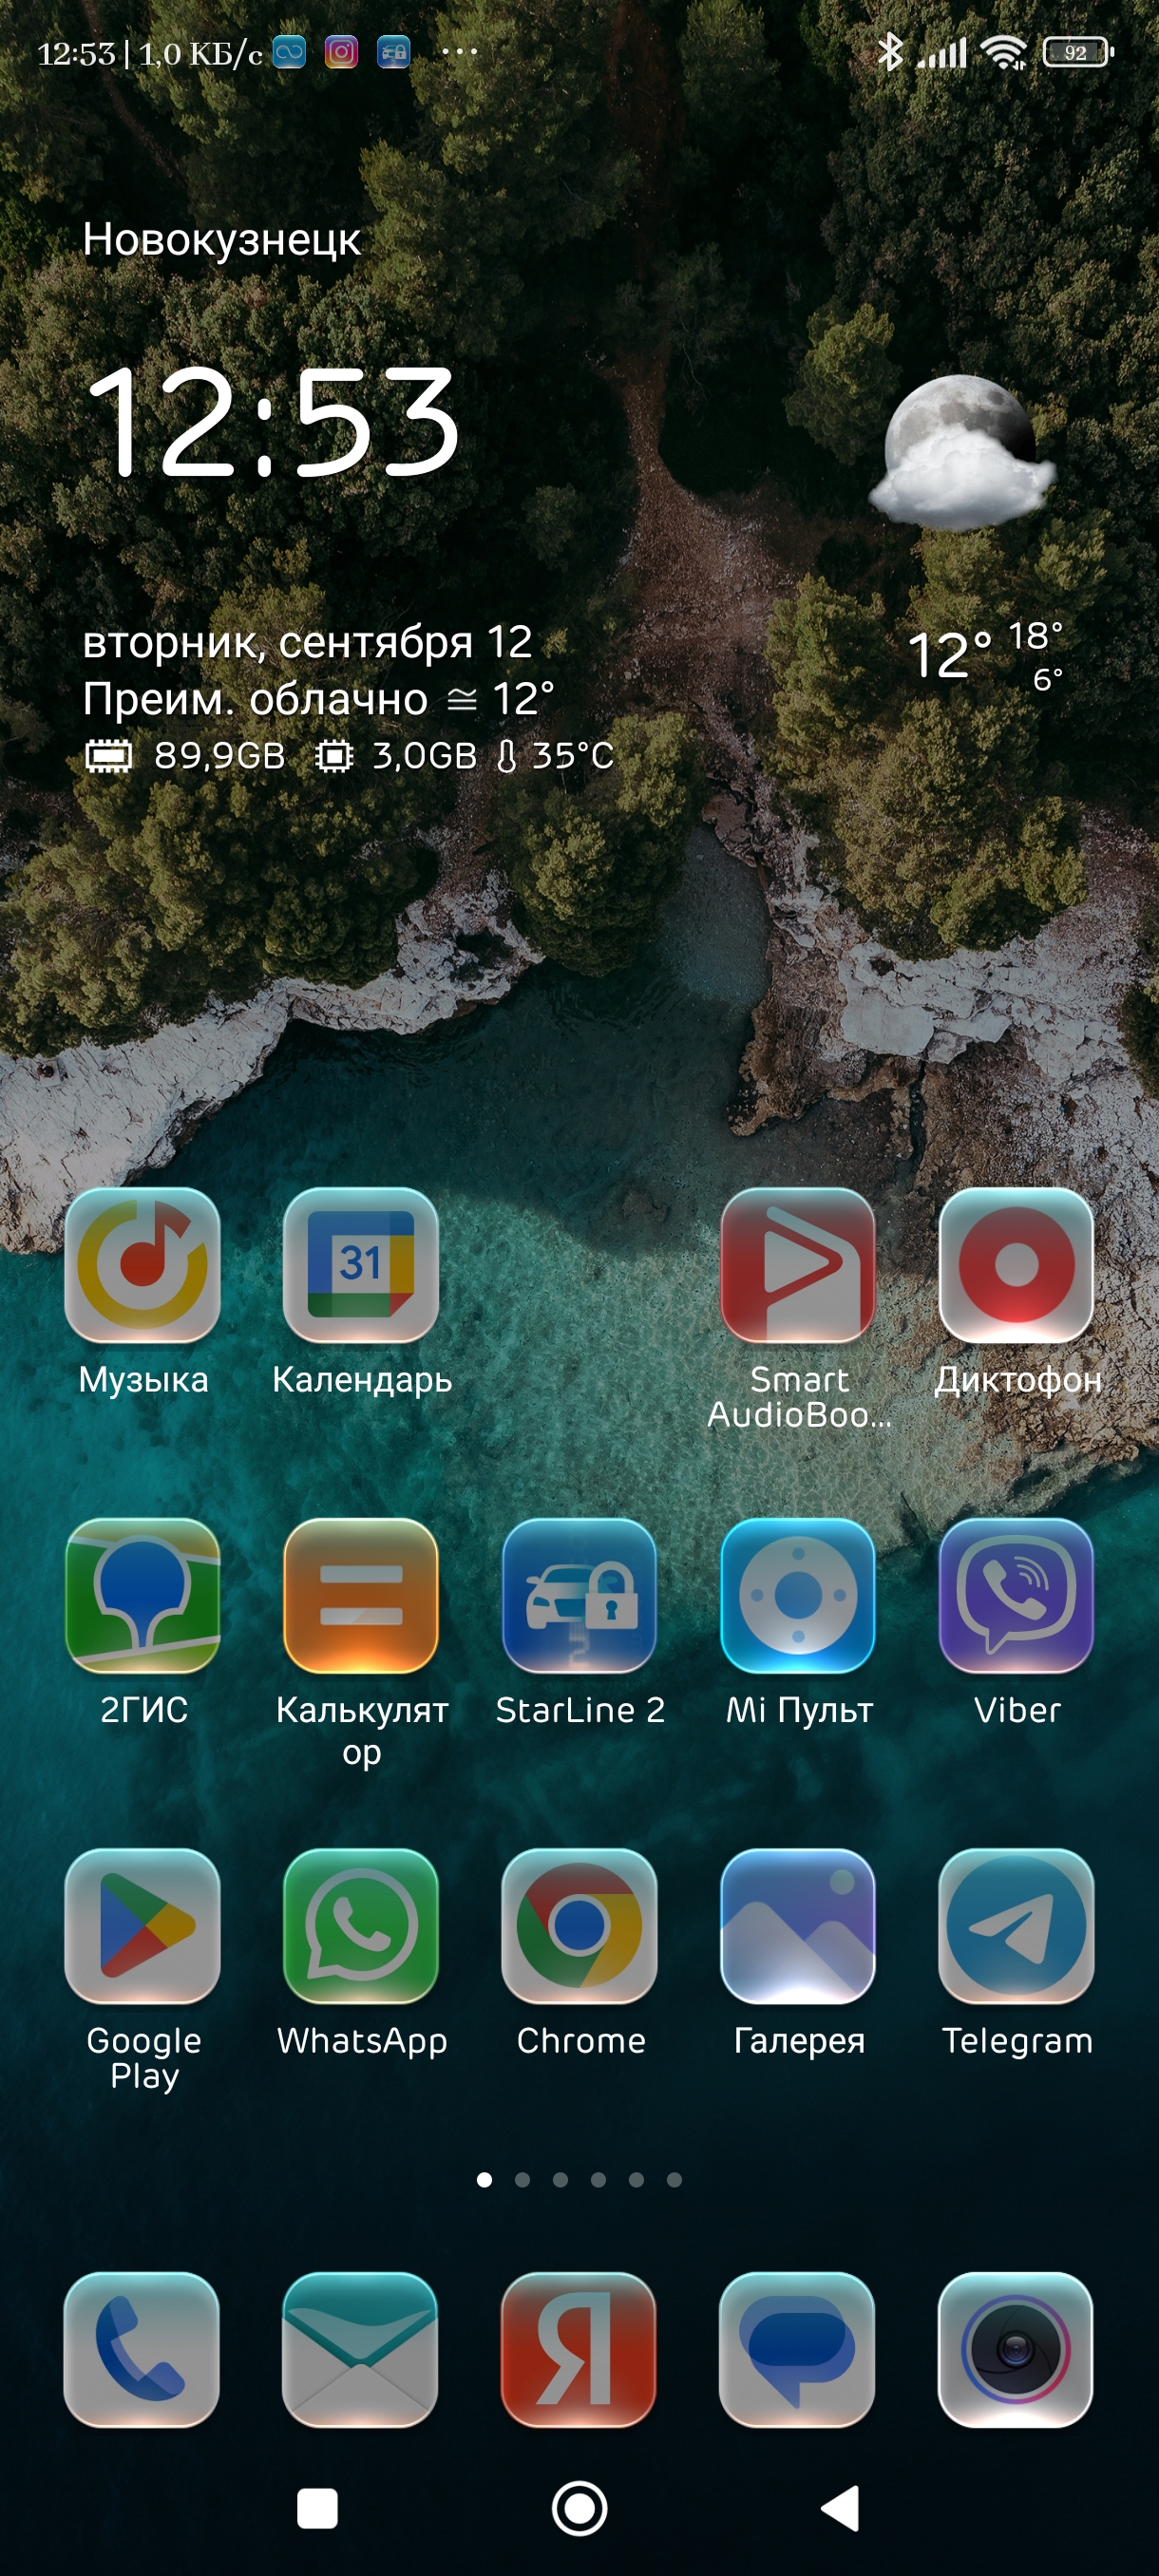 12:53 | 1,0 КБ/с
92
Новокузнецк
12:53
вторник, сентября 12
Преим. облачно ≅ 12°
89,9GB 3,0GB 35°C
12° 18°
6°
31
Музыка Календарь Smart
AudioBoo... Диктофон
2ГИС Калькулят
ор StarLine 2 Mi Пульт Viber
Google
Play WhatsApp Chrome Галерея Telegram
Я